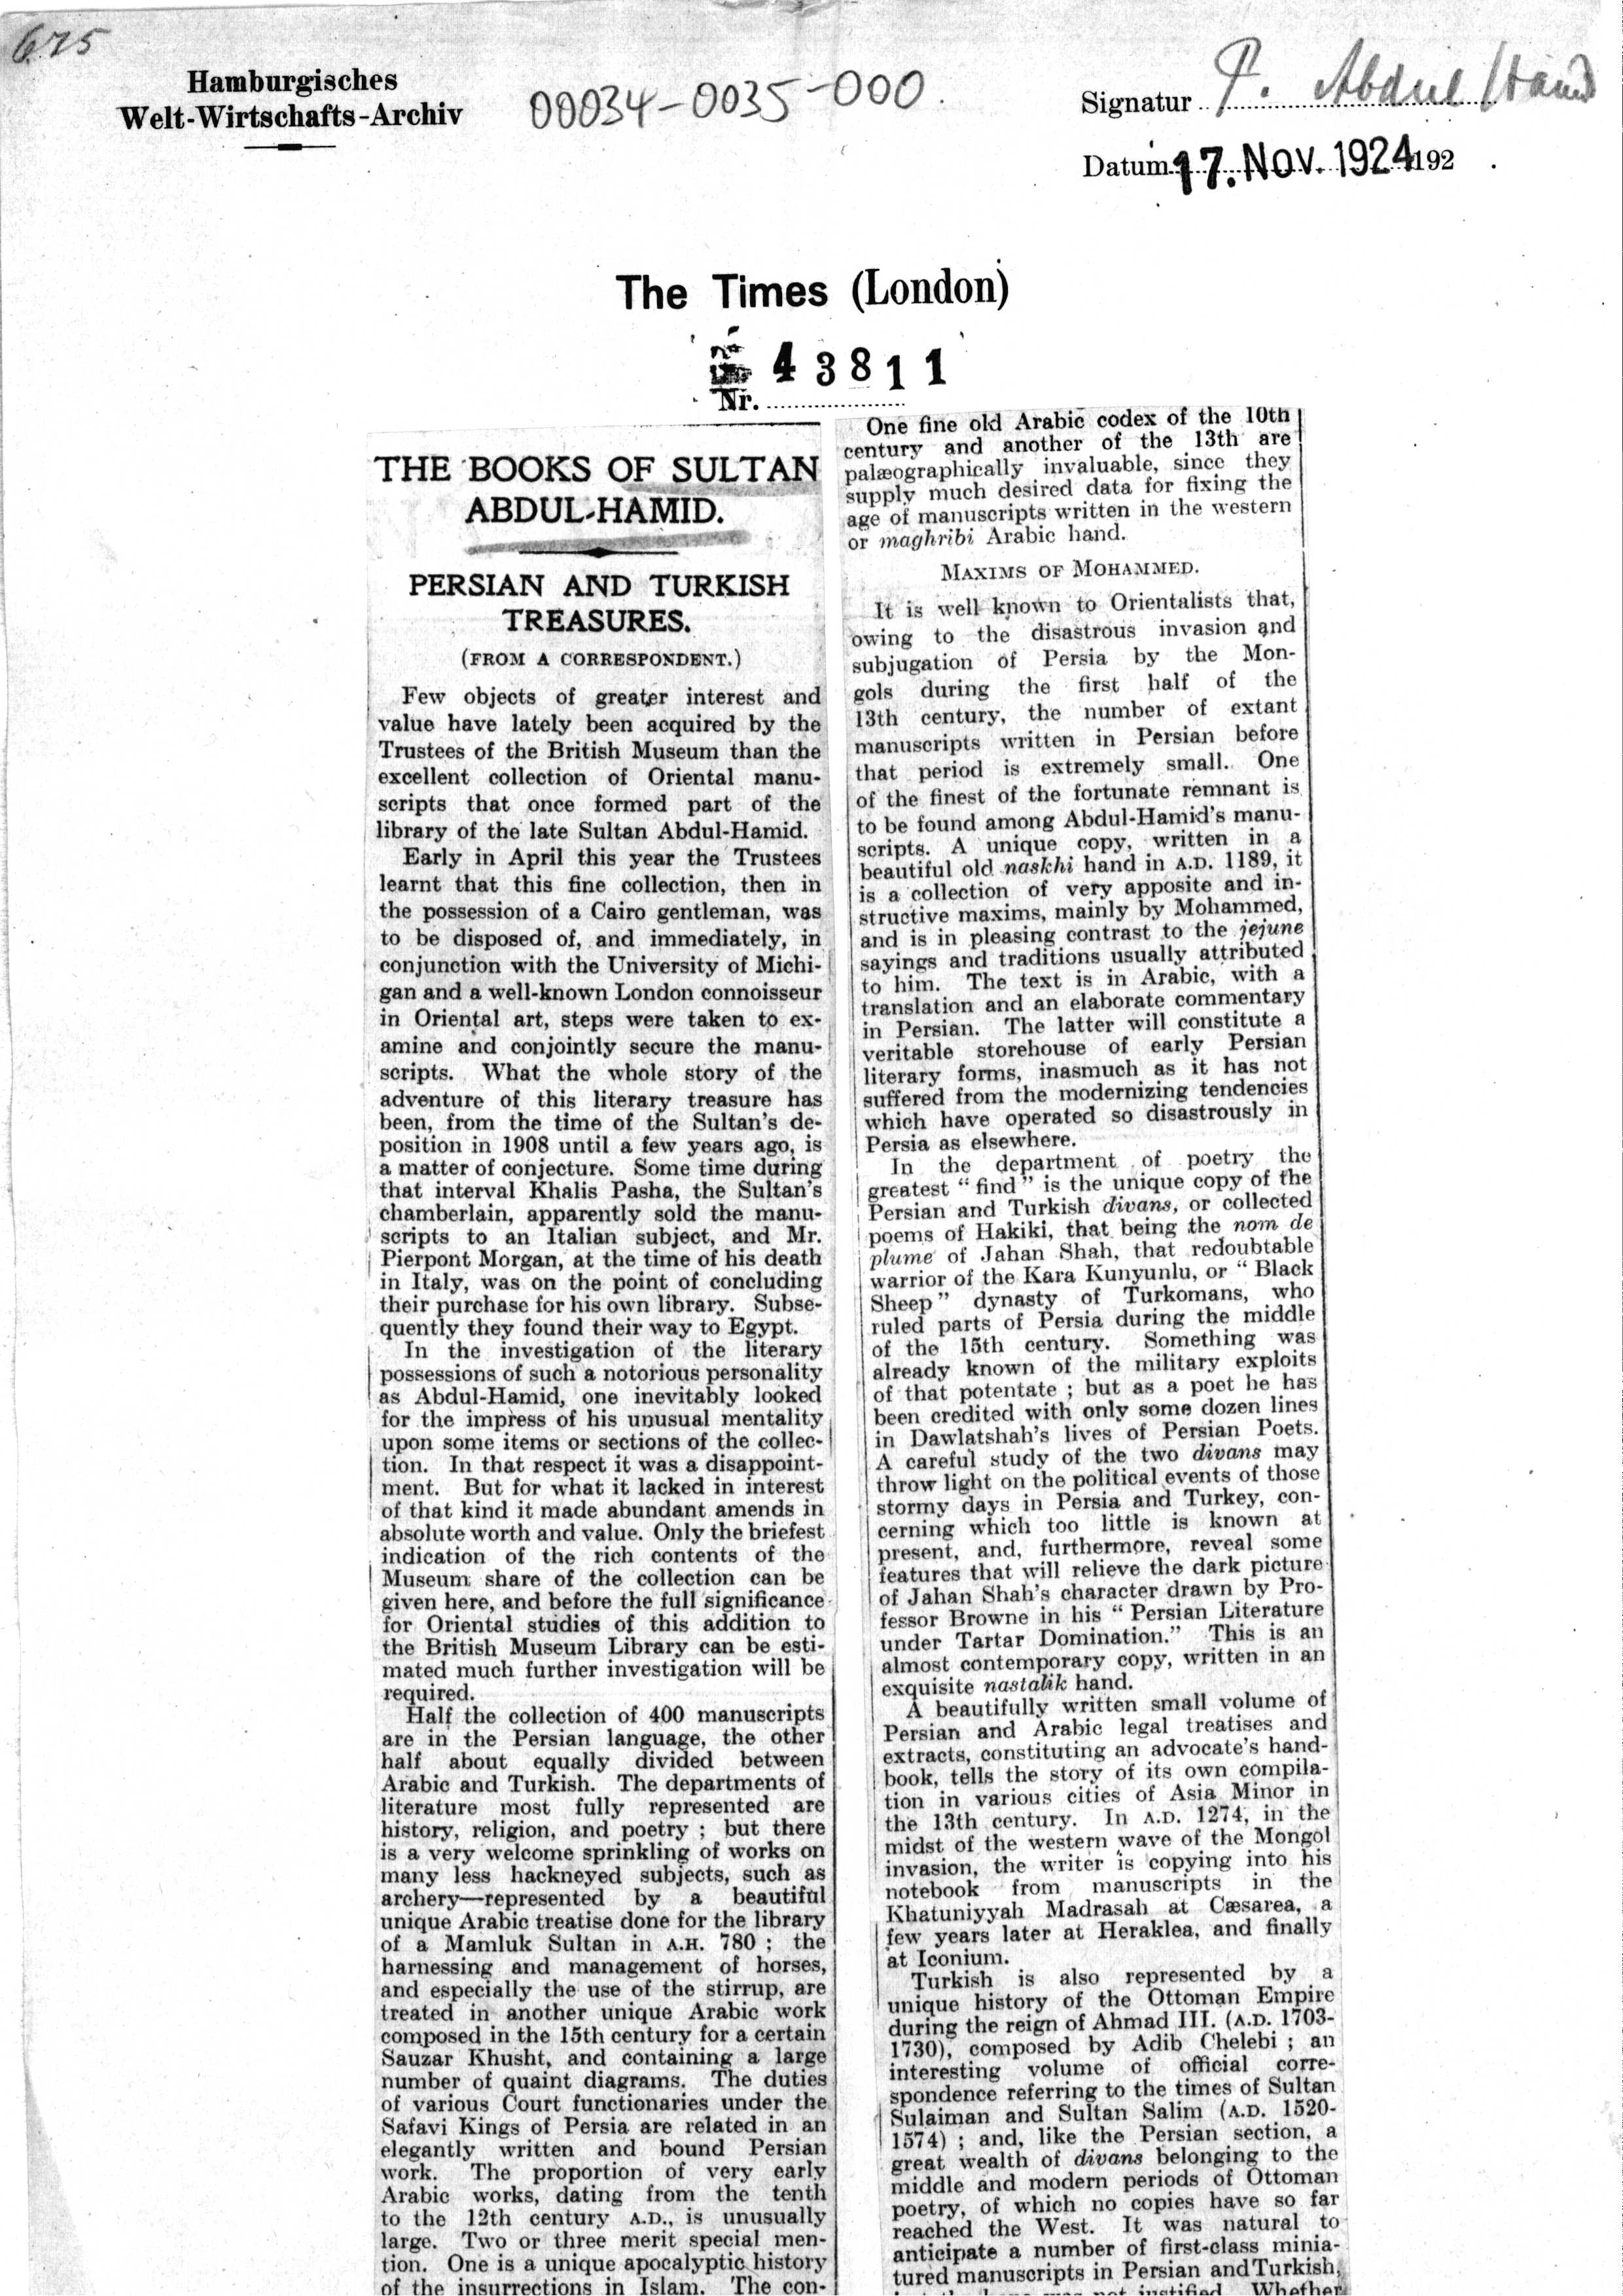 675
Hamburgisches
Welt-Wirtschafts-Archiv
00034-0035-000.
Signatur P. Abdul Hamid
Datum 17. Nov. 1924 192
The Times (London)
43811
Nr.
THE BOOKS OF SULTAN
ABDUL-HAMID.
PERSIAN AND TURKISH
TREASURES.
(FROM A CORRESPONDENT.)
Few objects of greater interest and
value have lately been acquired by the
Trustees of the British Museum than the
excellent collection of Oriental manu-
scripts that once formed part of the
library of the late Sultan Abdul-Hamid.
Early in April this year the Trustees
learnt that this fine collection, then in
the possession of a Cairo gentleman, was
to be disposed of, and immediately, in
conjunction with the University of Michi-
gan and a well-known London connoisseur
in Oriental art, steps were taken to ex-
amine and conjointly secure the manu-
scripts. What the whole story of the
adventure of this literary treasure has
been, from the time of the Sultan's de-
position in 1908 until a few years ago, is
a matter of conjecture. Some time during
that interval Khalis Pasha, the Sultan's
chamberlain, apparently sold the manu-
scripts to an Italian subject, and Mr.
Pierpont Morgan, at the time of his death
in Italy, was on the point of concluding
their purchase for his own library. Subse-
quently they found their way to Egypt.
In the investigation of the literary
possessions of such a notorious personality
as Abdul-Hamid, one inevitably looked
for the impress of his unusual mentality
upon some items or sections of the collec-
tion. In that respect it was a disappoint-
ment. But for what it lacked in interest
of that kind it made abundant amends in
absolute worth and value. Only the briefest
indication of the rich contents of the
Museum share of the collection can be
given here, and before the full significance
for Oriental studies of this addition to
the British Museum Library can be esti-
mated much further investigation will be
required.
Half the collection of 400 manuscripts
are in the Persian language, the other
half about equally divided between
Arabic and Turkish. The departments of
literature most fully represented are
history, religion, and poetry; but there
is a very welcome sprinkling of works on
many less hackneyed subjects, such as
archery—represented by a beautiful
unique Arabic treatise done for the library
of a Mamluk Sultan in A.H. 780; the
harnessing and management of horses,
and especially the use of the stirrup, are
treated in another unique Arabic work
composed in the 15th century for a certain
Sauzar Khusht, and containing a large
number of quaint diagrams. The duties
of various Court functionaries under the
Safavi Kings of Persia are related in an
elegantly written and bound Persian
work. The proportion of very early
Arabic works, dating from the tenth
to the 12th century A.D., is unusually
large. Two or three merit special men-
tion. One is a unique apocalyptic history
of the insurrections in Islam. The con-
One fine old Arabic codex of the 10th
century and another of the 13th are
palæographically invaluable, since they
supply much desired data for fixing the
age of manuscripts written in the western
or maghribi Arabic hand.
MAXIMS OF MOHAMMED.
It is well known to Orientalists that,
owing to the disastrous invasion and
subjugation of Persia by the Mon-
gols during the first half of the
13th century, the number of extant
manuscripts written in Persian before
that period is extremely small. One
of the finest of the fortunate remnant is
to be found among Abdul-Hamid's manu-
scripts. A unique copy, written in a
beautiful old naskhi hand in A.D. 1189, it
is a collection of very apposite and in-
structive maxims, mainly by Mohammed,
and is in pleasing contrast to the jejune
sayings and traditions usually attributed
to him. The text is in Arabic, with a
translation and an elaborate commentary
in Persian. The latter will constitute a
veritable storehouse of early Persian
literary forms, inasmuch as it has not
suffered from the modernizing tendencies
which have operated so disastrously in
Persia as elsewhere.
In the department of poetry the
greatest "find" is the unique copy of the
Persian and Turkish divans, or collected
poems of Hakiki, that being the nom de
plume of Jahan Shah, that redoubtable
warrior of the Kara Kunyunlu, or "Black
Sheep" dynasty of Turkomans, who
ruled parts of Persia during the middle
of the 15th century. Something was
already known of the military exploits
of that potentate; but as a poet he has
been credited with only some dozen lines
in Dawlatshah's lives of Persian Poets.
A careful study of the two divans may
throw light on the political events of those
stormy days in Persia and Turkey, con-
cerning which too little is known at
present, and, furthermore, reveal some
features that will relieve the dark picture
of Jahan Shah's character drawn by Pro-
fessor Browne in his "Persian Literature
under Tartar Domination." This is an
almost contemporary copy, written in an
exquisite nastalik hand.
A beautifully written small volume of
Persian and Arabic legal treatises and
extracts, constituting an advocate's hand-
book, tells the story of its own compila-
tion in various cities of Asia Minor in
the 13th century. In A.D. 1274, in the
midst of the western wave of the Mongol
invasion, the writer is copying into his
notebook from manuscripts in the
Khatuniyyah Madrasah at Cæsarea, a
few years later at Heraklea, and finally
at Iconium.
Turkish is also represented by a
unique history of the Ottoman Empire
during the reign of Ahmad III. (A.D. 1703-
1730), composed by Adib Chelebi; an
interesting volume of official corre-
spondence referring to the times of Sultan
Sulaiman and Sultan Salim (A.D. 1520-
1574); and, like the Persian section, a
great wealth of divans belonging to the
middle and modern periods of Ottoman
poetry, of which no copies have so far
reached the West. It was natural to
anticipate a number of first-class minia-
tured manuscripts in Persian and Turkish,
not justified. Whether